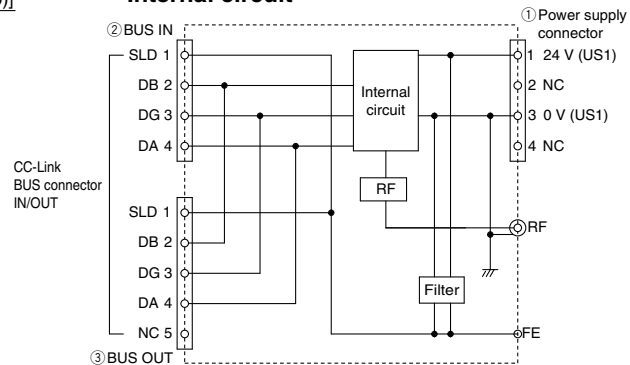 Internal circuit
② BUS IN
SLD 1
DB 2
DG 3
DA 4
CC-Link
BUS connector
IN/OUT
SLD 1
DB 2
DG 3
DA 4
NC 5
③ BUS OUT
Internal
circuit
RF
Filter
① Power supply
connector
1 24 V (US1)
2 NC
3 0 V (US1)
4 NC
RF
FE